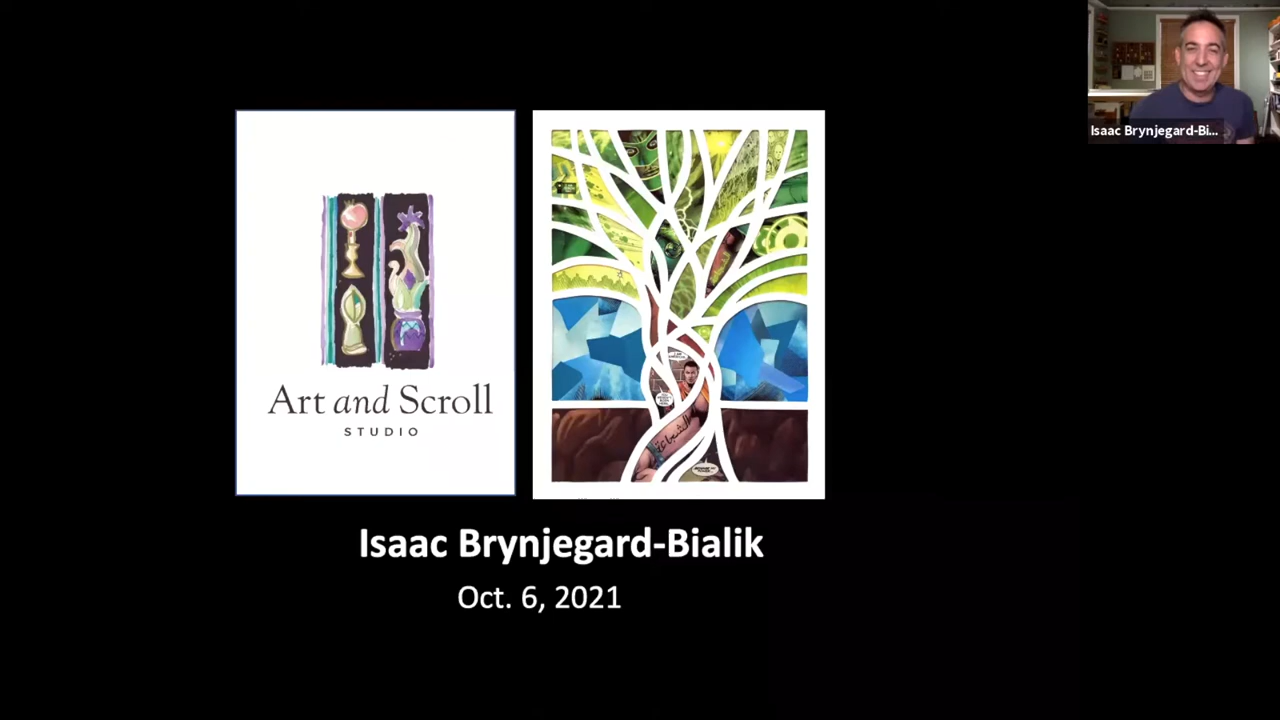 Isaac Brynjegard-Bi...
Art and Scroll
STUDIO
Isaac Brynjegard-Bialik
Oct. 6, 2021